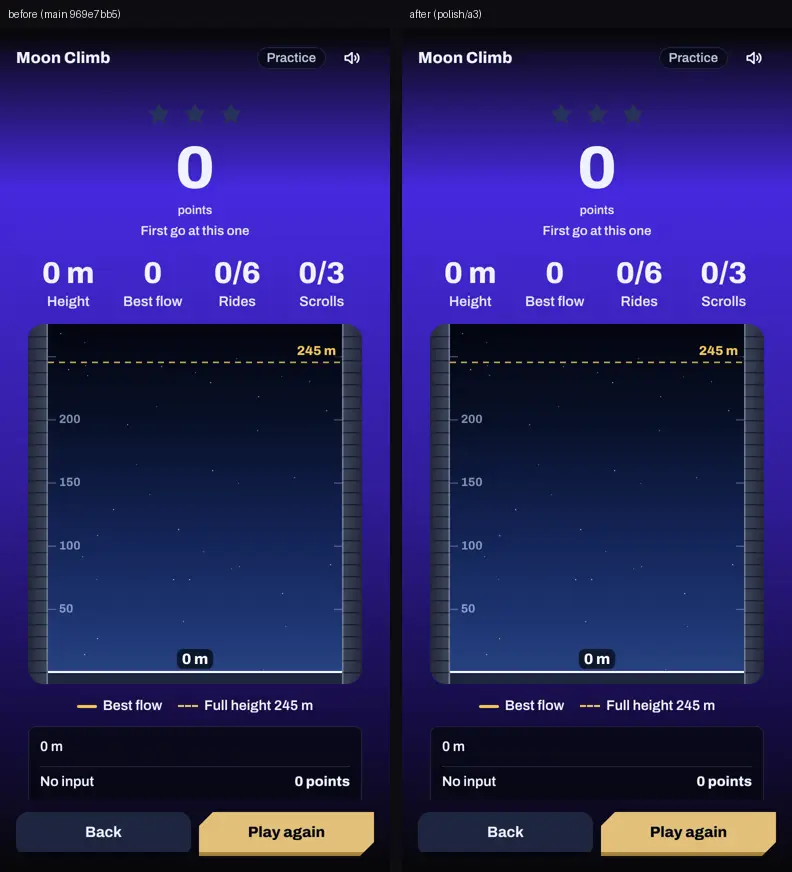 before (main 969e7bb5)
Moon Climb Practice
0
points
First go at this one
0 m 0 0/6 0/3
Height Best flow Rides Scrolls
245 m
200
150
100
50
0 m
Best flow Full height 245 m
0 m
No input 0 points
Back Play again
after (polish/a3)
Moon Climb Practice
0
points
First go at this one
0 m 0 0/6 0/3
Height Best flow Rides Scrolls
245 m
200
150
100
50
0 m
Best flow Full height 245 m
0 m
No input 0 points
Back Play again